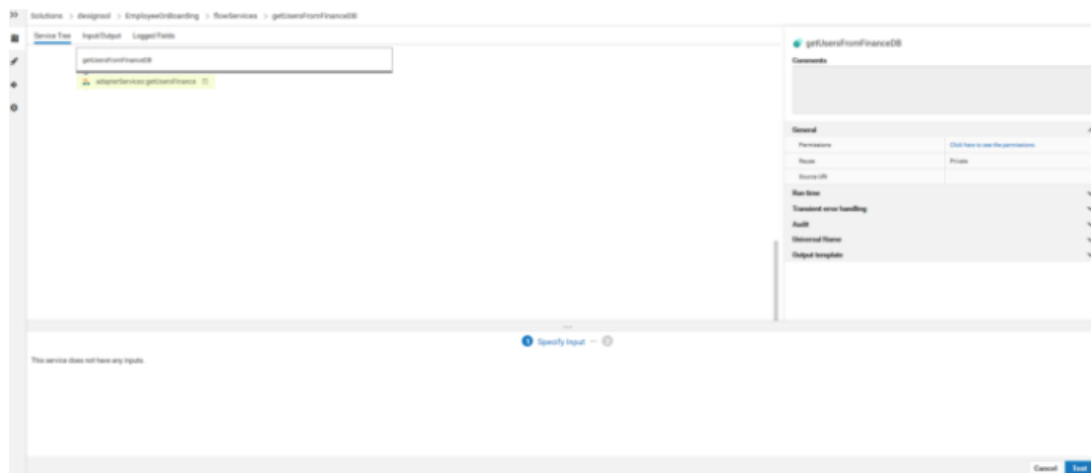 Solutions > designsol > EmployeeOnBoarding > flowServices > getUsersFromFinanceDB
Service Tree Input/Output Logged Fields
getUsersFromFinanceDB
adapterServices:getUsersFinance
getUsersFromFinanceDB
Comments
General
Permissions Click here to see the permissions
Reuse Private
Source URI
Run time
Transient error handling
Audit
Universal Name
Output template
1 Specify Input — 2
This service does not have any inputs.
Cancel Test